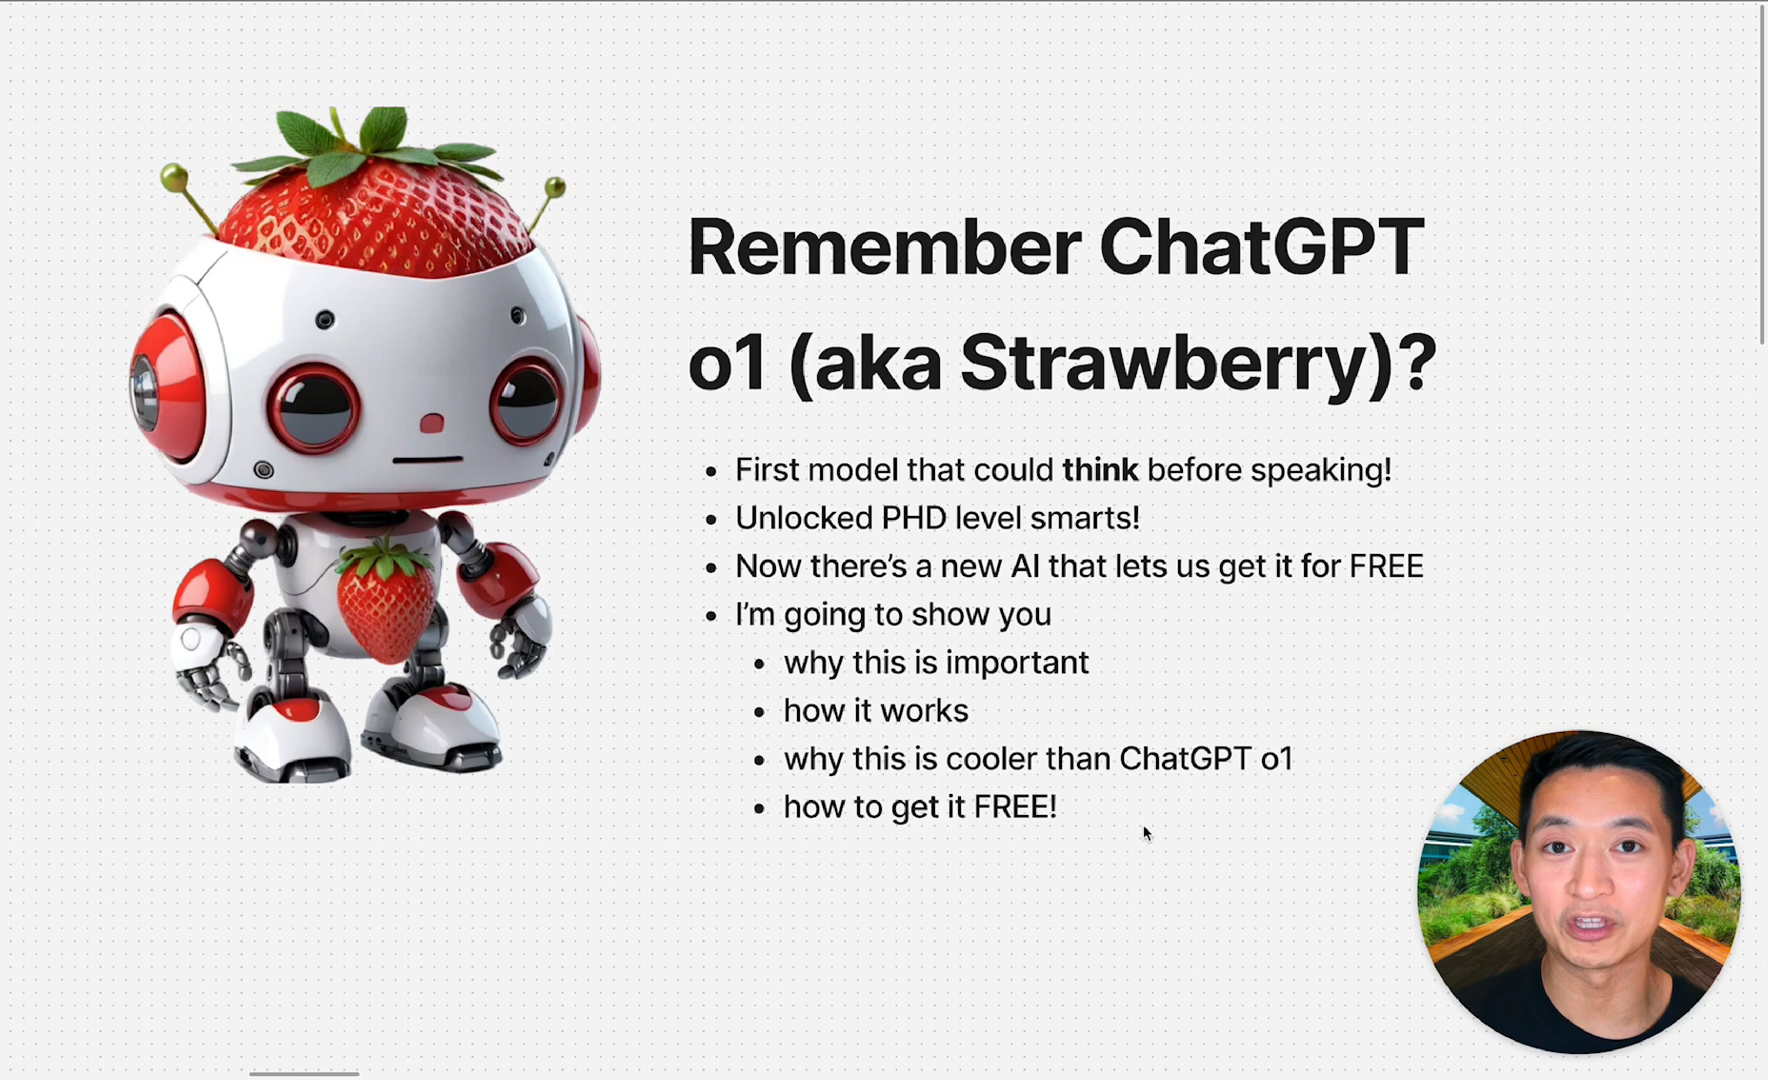 Remember ChatGPT
o1 (aka Strawberry)?
• First model that could think before speaking!
• Unlocked PHD level smarts!
• Now there’s a new AI that lets us get it for FREE
• I’m going to show you
• why this is important
• how it works
• why this is cooler than ChatGPT o1
• how to get it FREE!